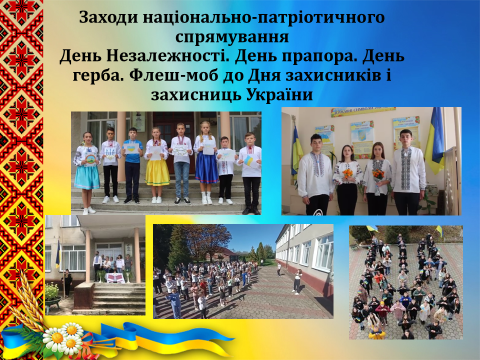 Заходи національно-патріотичного
спрямування
День Незалежності. День прапора. День
герба. Флеш-моб до Дня захисників і
захисниць України